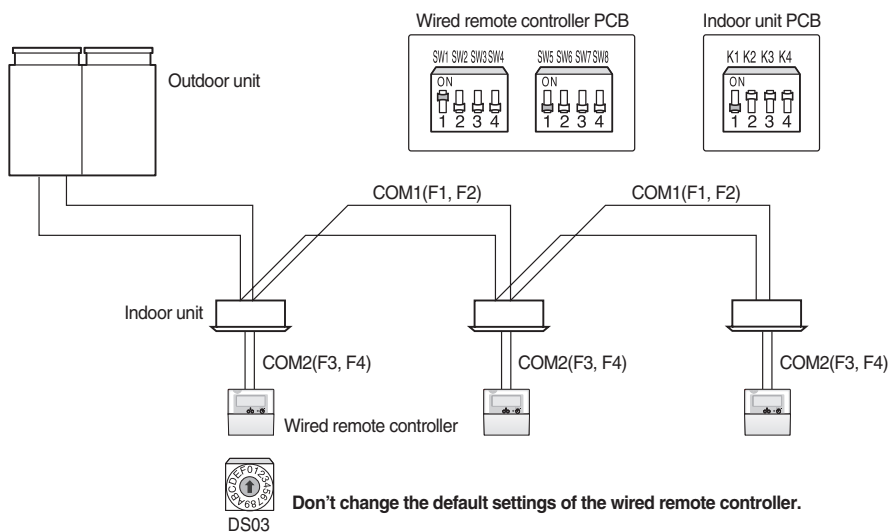 Wired remote controller PCB
Indoor unit PCB
SW1 SW2 SW3 SW4
SW5 SW6 SW7 SW8
K1 K2 K3 K4
ON
ON
ON
1 2 3 4
1 2 3 4
1 2 3 4
Outdoor unit
COM1(F1, F2)
COM1(F1, F2)
Indoor unit
COM2(F3, F4)
COM2(F3, F4)
COM2(F3, F4)
Wired remote controller
0123456789ABCDEF
Don't change the default settings of the wired remote controller.
DS03